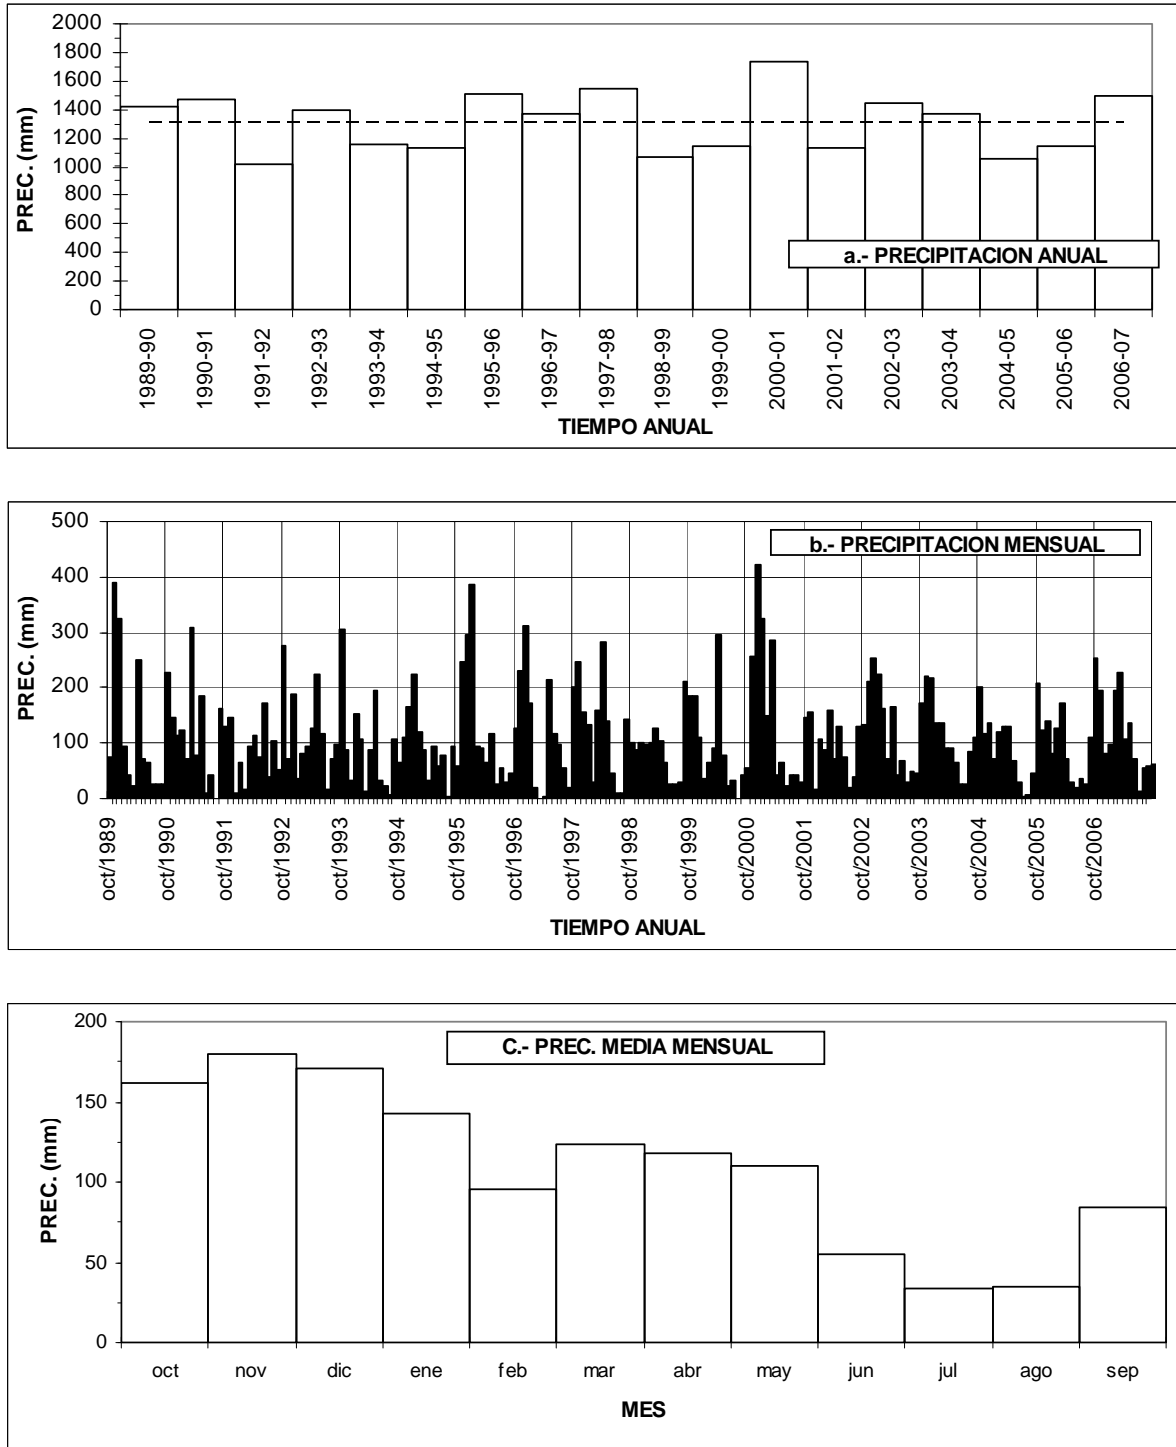 2000
1800
1600
1400
1200
1000
800
600
400
200
0
PREC. (mm)
a.- PRECIPITACION ANUAL
1989-90
1990-91
1991-92
1992-93
1993-94
1994-95
1995-96
1996-97
1997-98
1998-99
1999-00
2000-01
2001-02
2002-03
2003-04
2004-05
2005-06
2006-07
TIEMPO ANUAL
500
400
300
200
100
0
PREC. (mm)
b.- PRECIPITACION MENSUAL
oct/1989
oct/1990
oct/1991
oct/1992
oct/1993
oct/1994
oct/1995
oct/1996
oct/1997
oct/1998
oct/1999
oct/2000
oct/2001
oct/2002
oct/2003
oct/2004
oct/2005
oct/2006
TIEMPO ANUAL
200
150
100
50
0
PREC. (mm)
C.- PREC. MEDIA MENSUAL
oct nov dic ene feb mar abr may jun jul ago sep
MES